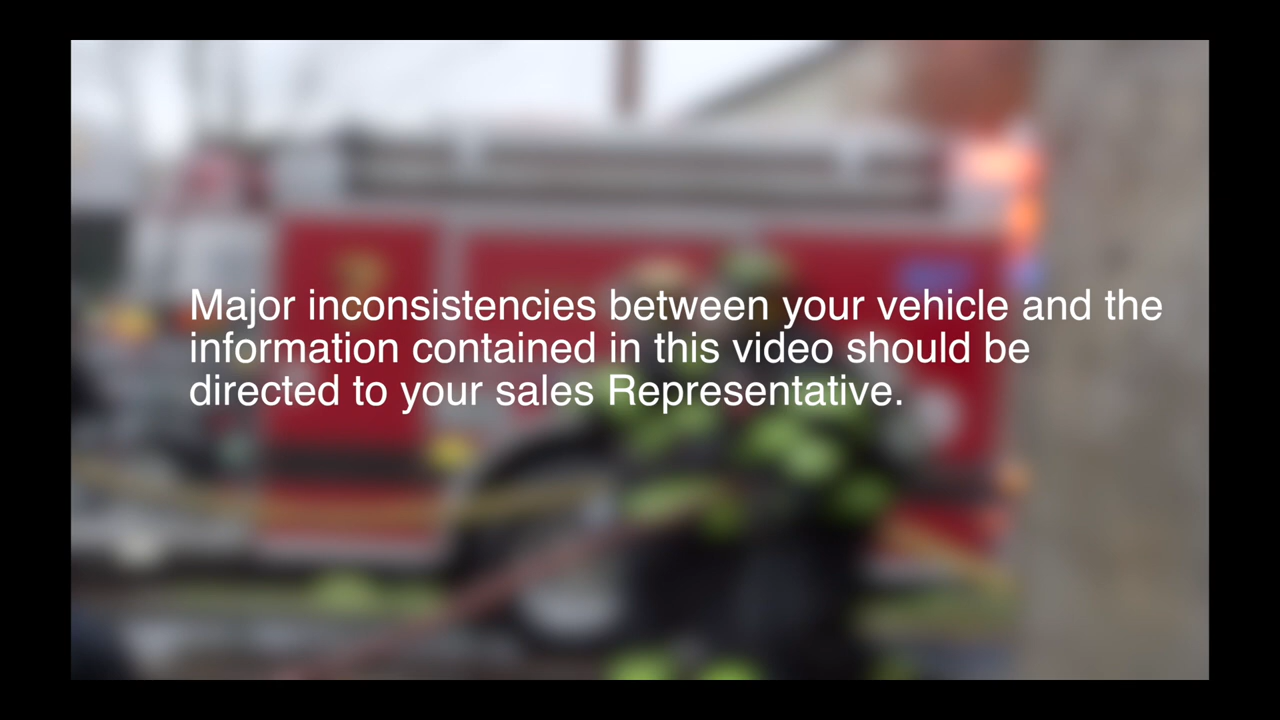 Major inconsistencies between your vehicle and the
information contained in this video should be
directed to your sales Representative.